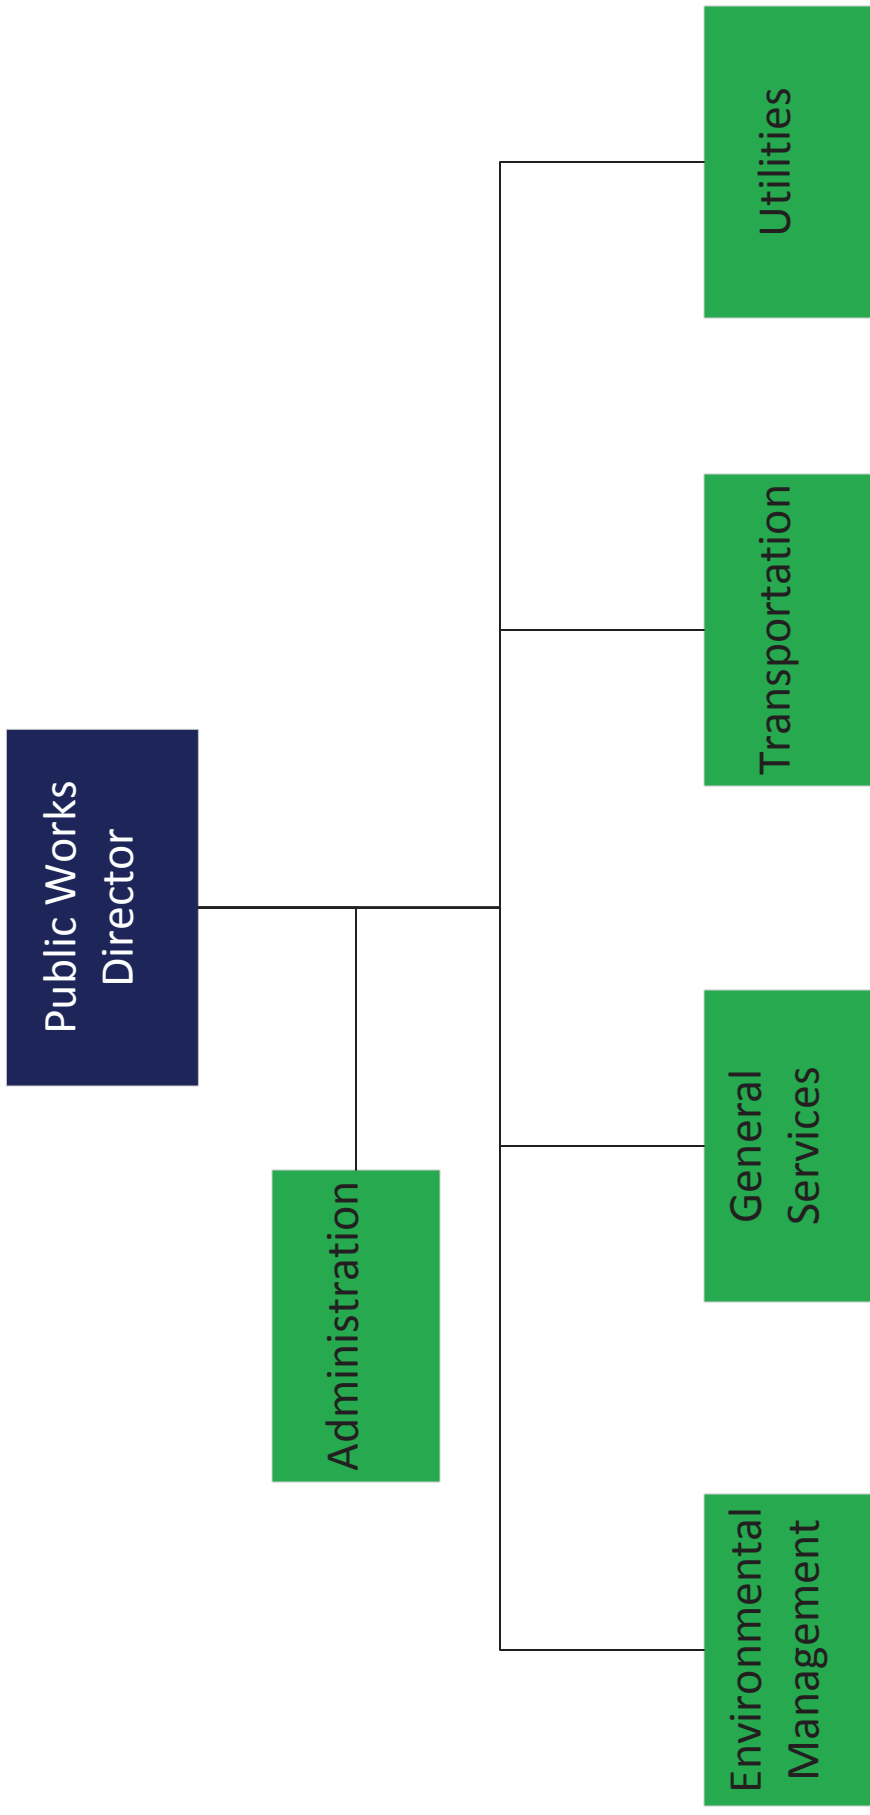 Public Works
Director
Administration
Environmental
Management
General
Services
Transportation
Utilities